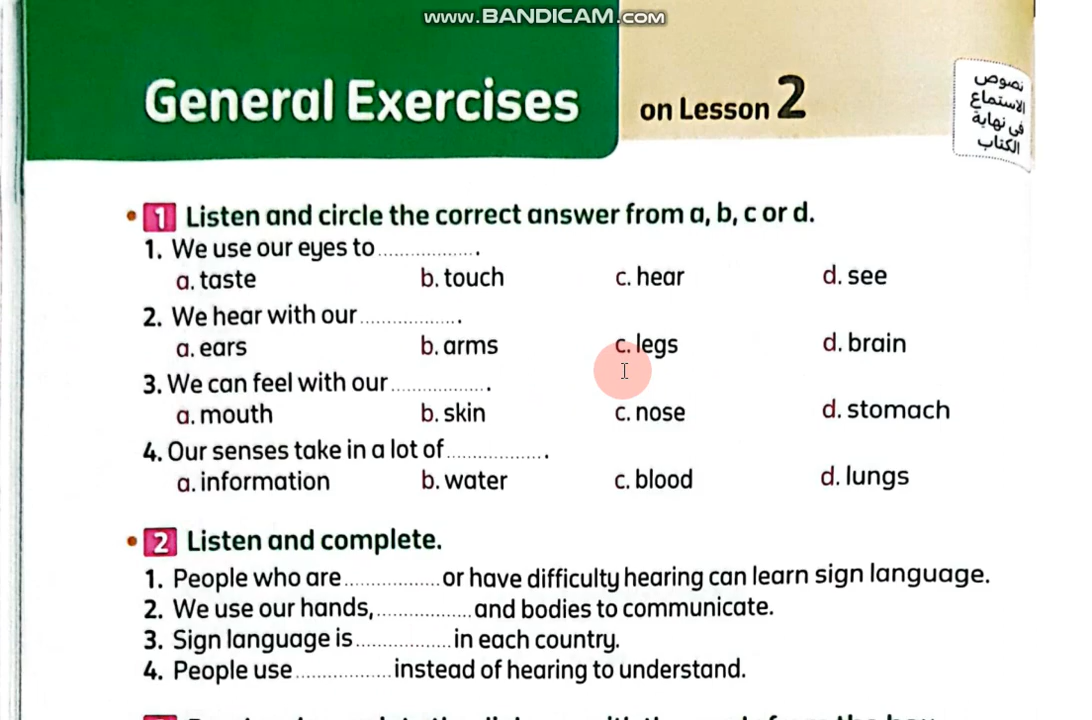 www.BANDICAM.com
General Exercises on Lesson 2
نصوص
الاستماع
فى نهاية
الكتاب
1 Listen and circle the correct answer from a, b, c or d.
1. We use our eyes to .................. .
a. taste b. touch c. hear d. see
2. We hear with our .................. .
a. ears b. arms c. legs d. brain
3. We can feel with our .................. .
a. mouth b. skin c. nose d. stomach
4. Our senses take in a lot of .................. .
a. information b. water c. blood d. lungs
2 Listen and complete.
1. People who are .................. or have difficulty hearing can learn sign language.
2. We use our hands, .................. and bodies to communicate.
3. Sign language is .................. in each country.
4. People use .................. instead of hearing to understand.